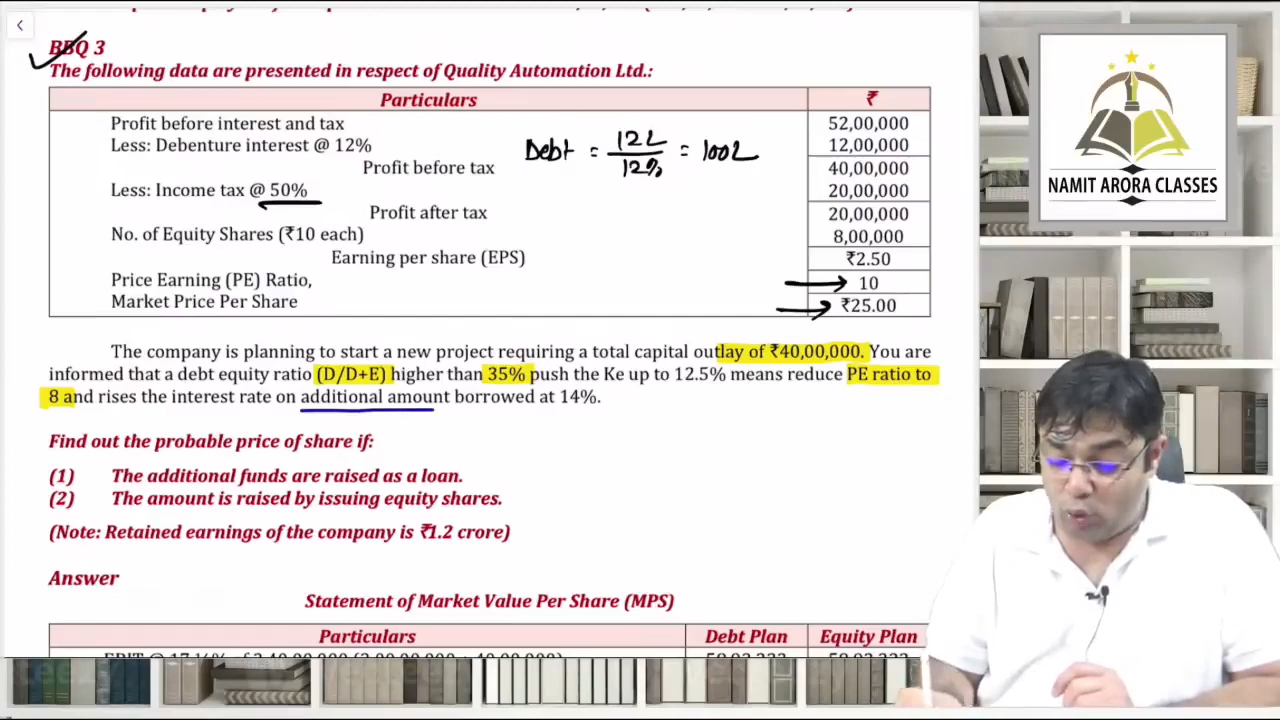 BBQ 3
The following data are presented in respect of Quality Automation Ltd.:
Particulars ₹
Profit before interest and tax 52,00,000
Less: Debenture interest @ 12% 12,00,000
Debt = 12L / 12% = 100L
Profit before tax 40,00,000
Less: Income tax @ 50% 20,00,000
Profit after tax 20,00,000
No. of Equity Shares (₹10 each) 8,00,000
Earning per share (EPS) ₹2.50
Price Earning (PE) Ratio, 10
Market Price Per Share ₹25.00
The company is planning to start a new project requiring a total capital outlay of ₹40,00,000. You are
informed that a debt equity ratio (D/D+E) higher than 35% push the Ke up to 12.5% means reduce PE ratio to
8 and rises the interest rate on additional amount borrowed at 14%.
Find out the probable price of share if:
(1) The additional funds are raised as a loan.
(2) The amount is raised by issuing equity shares.
(Note: Retained earnings of the company is ₹1.2 crore)
Answer
Statement of Market Value Per Share (MPS)
Particulars Debt Plan Equity Plan
NAMIT ARORA CLASSES